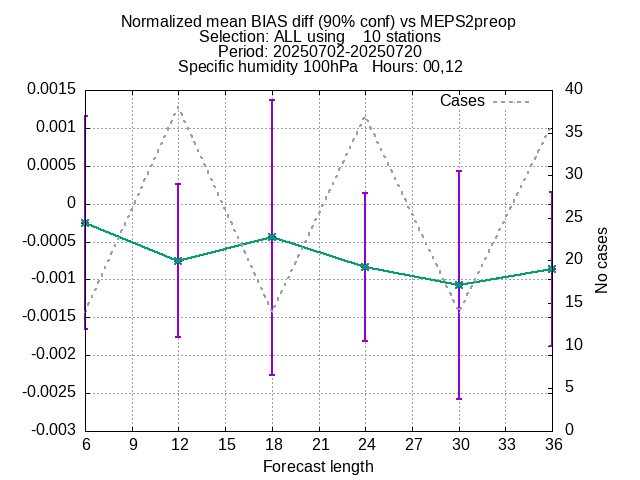 Normalized mean BIAS diff (90% conf) vs MEPS2preop
Selection: ALL using    10 stations
Period: 20250702-20250720
Specific humidity 100hPa   Hours: 00,12
Cases
0.0015
0.001
0.0005
0
-0.0005
-0.001
-0.0015
-0.002
-0.0025
-0.003
40
35
30
25
20
15
10
5
0
No cases
6 9 12 15 18 21 24 27 30 33 36
Forecast length